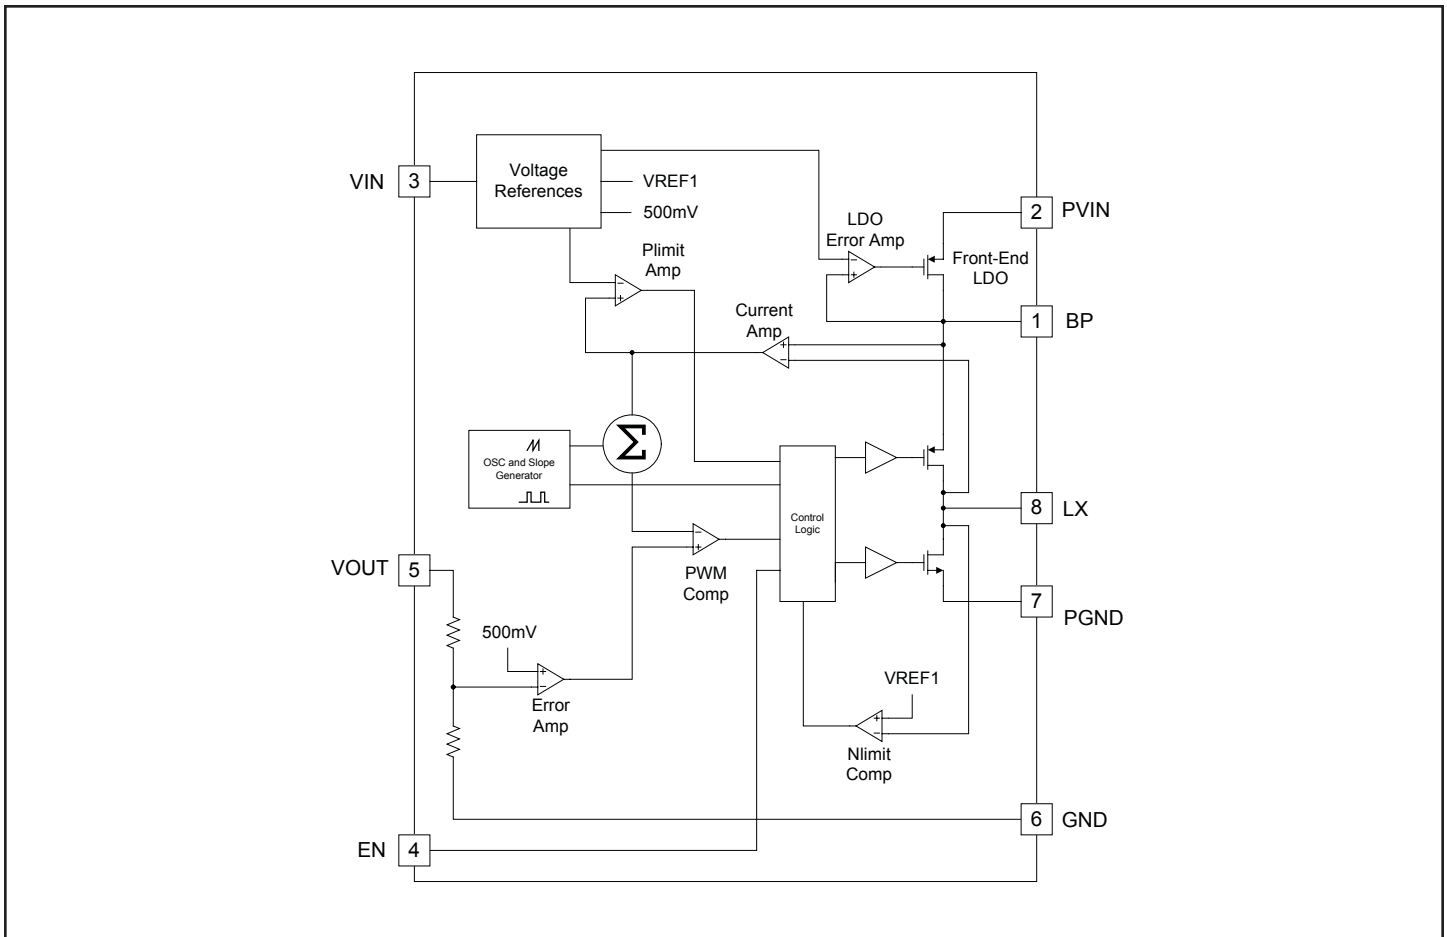 Voltage
References
VIN
3
VREF1
500mV
2
PVIN
LDO
Error Amp
Front-End
LDO
Plimit
Amp
-
+
-
+
1
BP
Current
Amp
+
-
Σ
OSC and Slope
Generator
Control
Logic
8
LX
-
+
PWM
Comp
VOUT
5
7
PGND
500mV
+
-
Error
Amp
VREF1
+
-
Nlimit
Comp
6
GND
EN
4